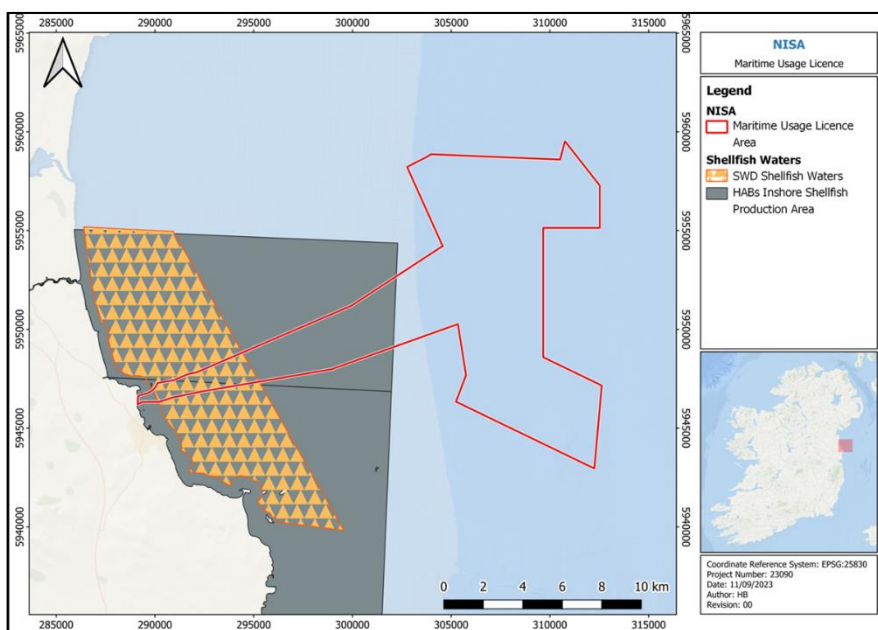 285000 290000 295000 300000 305000 310000 315000
5965000 5965000
5960000 5960000
5955000 5955000
5950000 5950000
5945000 5945000
5940000 5940000
285000 290000 295000 300000 305000 310000 315000
0 2 4 6 8 10 km
NISA
Maritime Usage Licence
Legend
NISA
Maritime Usage Licence
Area
Shellfish Waters
SWD Shellfish Waters
HABs Inshore Shellfish
Production Area
Coordinate Reference System: EPSG:25830
Project Number: 23090
Date: 11/09/2023
Author: HB
Revision: 00